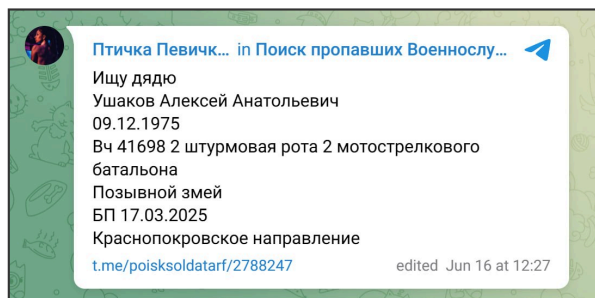 Птичка Певичк... in Поиск пропавших Военнослу...
Ищу дядю
Ушаков Алексей Анатольевич
09.12.1975
Вч 41698 2 штурмовая рота 2 мотострелкового
батальона
Позывной змей
БП 17.03.2025
Краснопокровское направление
t.me/poisksoldatarf/2788247 edited Jun 16 at 12:27